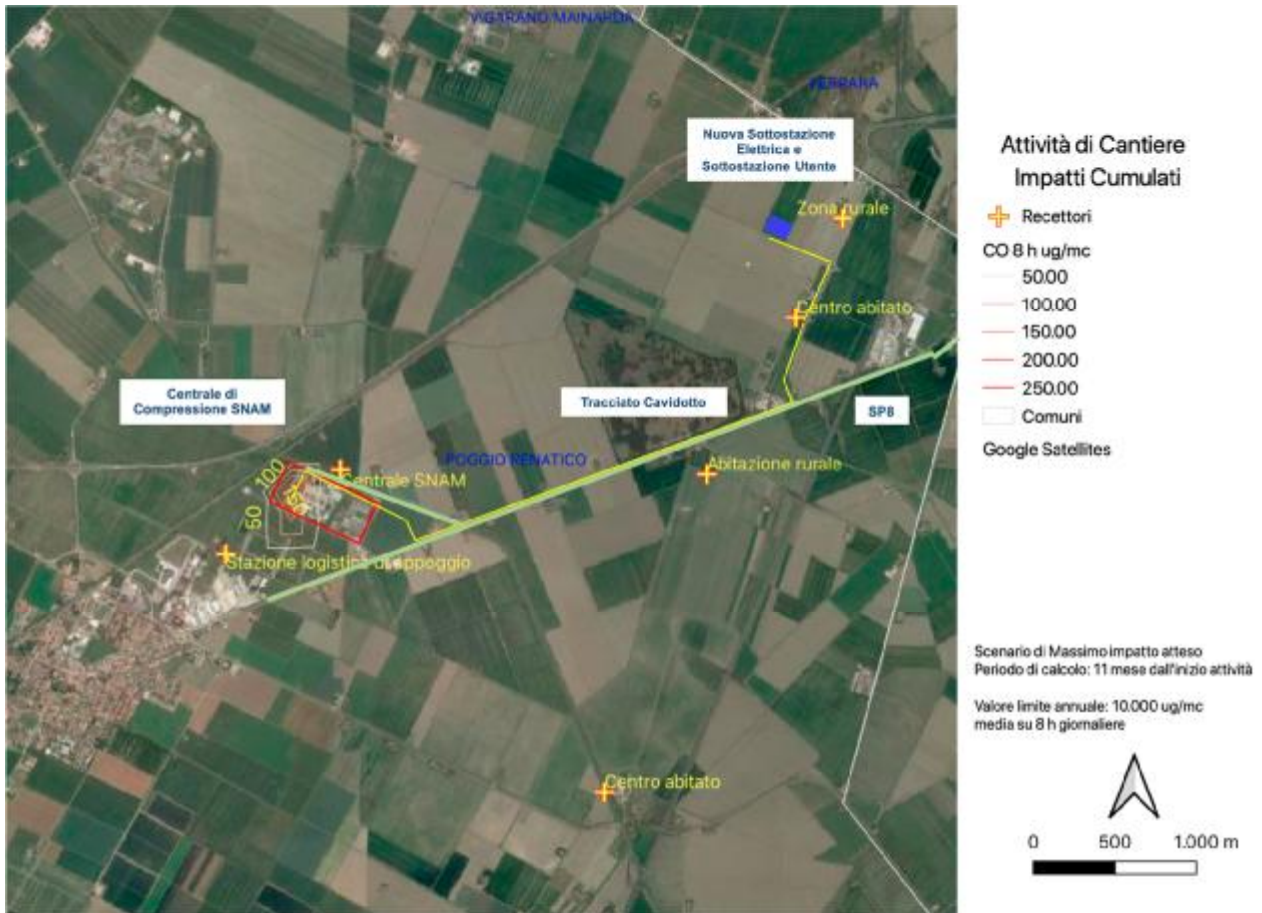 VIGARANO MAINARDA
FERRARA
Nuova Sottostazione
Elettrica e
Sottostazione Utente
Zona rurale
Centro abitato
Centrale di
Compressione SNAM
Tracciato Cavidotto
SP8
POGGIO RENATICO
Abitazione rurale
100
Centrale SNAM
50
Stazione logistica di appoggio
Centro abitato
Attività di Cantiere
Impatti Cumulati
Recettori
CO 8 h ug/mc
50.00
100.00
150.00
200.00
250.00
Comuni
Google Satellites
Scenario di Massimo impatto atteso
Periodo di calcolo: 11 mese dall'inizio attività
Valore limite annuale: 10.000 ug/mc
media su 8 h giornaliere
0 500 1.000 m